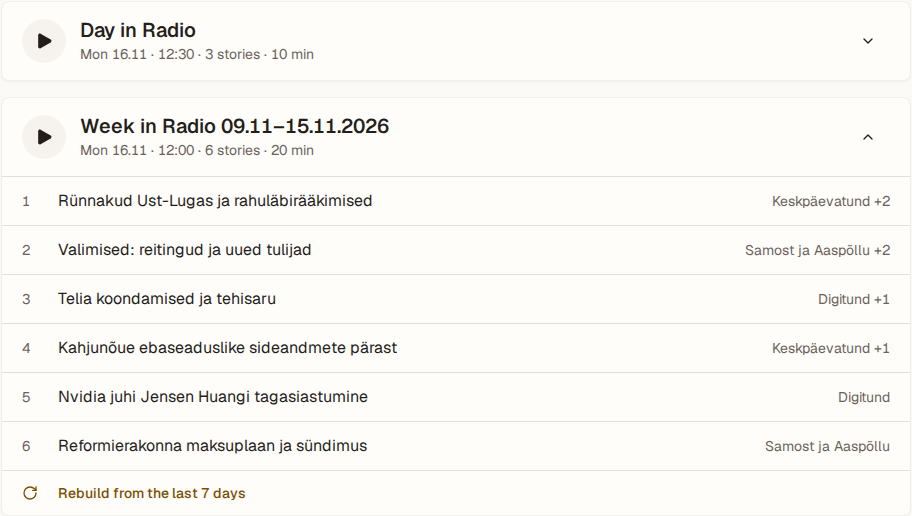 Day in Radio
Mon 16.11 · 12:30 · 3 stories · 10 min
Week in Radio 09.11–15.11.2026
Mon 16.11 · 12:00 · 6 stories · 20 min
1 Rünnakud Ust-Lugas ja rahuläbirääkimised Keskpäevatund +2
2 Valimised: reitingud ja uued tulijad Samost ja Aaspõllu +2
3 Telia koondamised ja tehisaru Digitund +1
4 Kahjunõue ebaseaduslike sideandmete pärast Keskpäevatund +1
5 Nvidia juhi Jensen Huangi tagasiastumine Digitund
6 Reformierakonna maksuplaan ja sündimus Samost ja Aaspõllu
Rebuild from the last 7 days